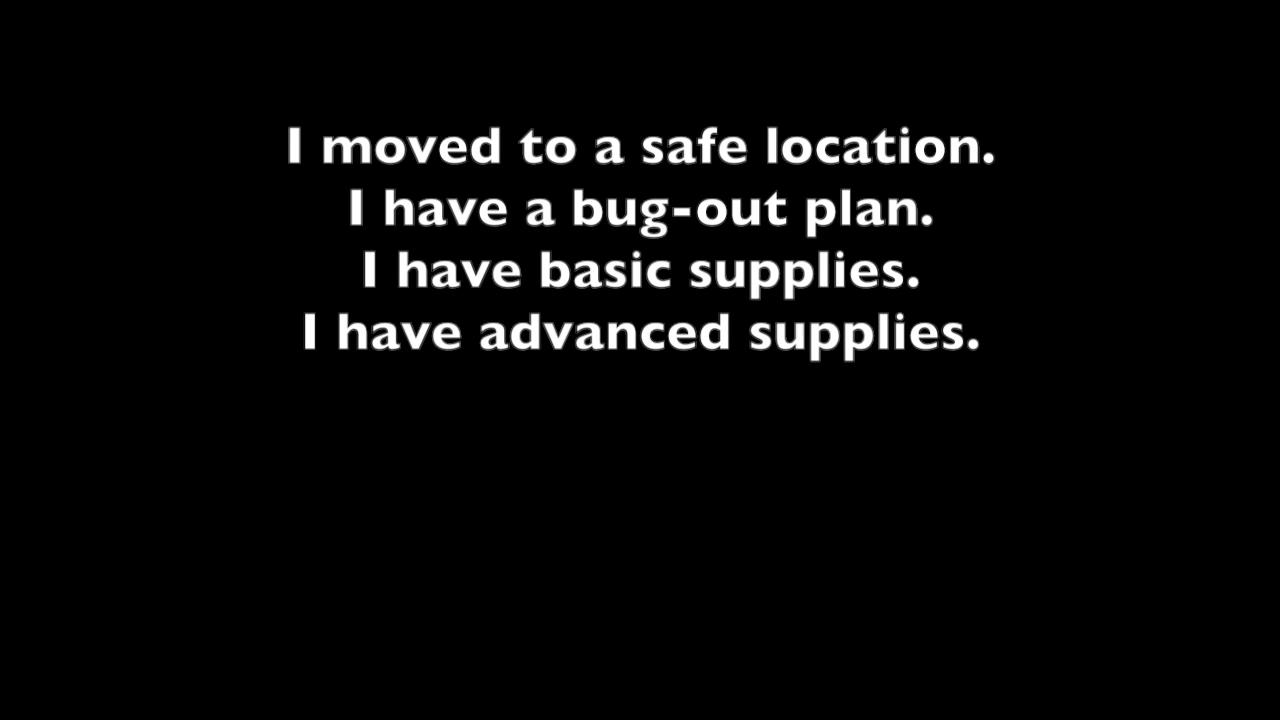 I moved to a safe location.
I have a bug-out plan.
I have basic supplies.
I have advanced supplies.